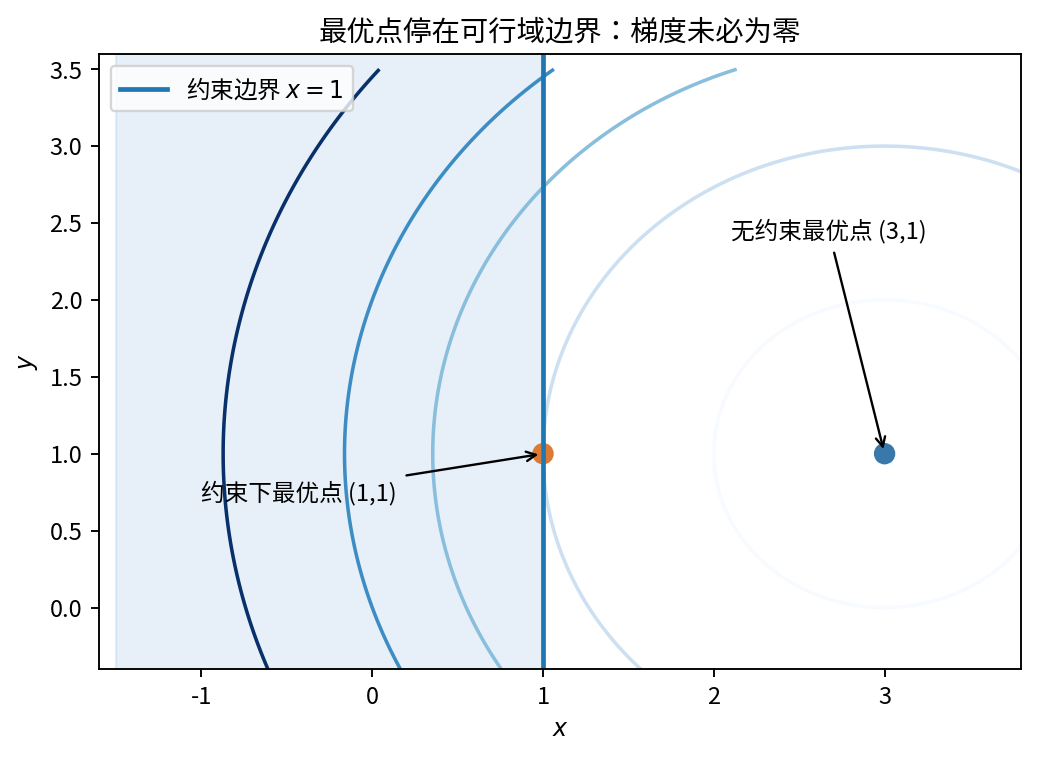 最优点停在可行域边界：梯度未必为零
约束边界 x = 1
无约束最优点 (3,1)
约束下最优点 (1,1)
y
3.5
3.0
2.5
2.0
1.5
1.0
0.5
0.0
-1 0 1 2 3
x